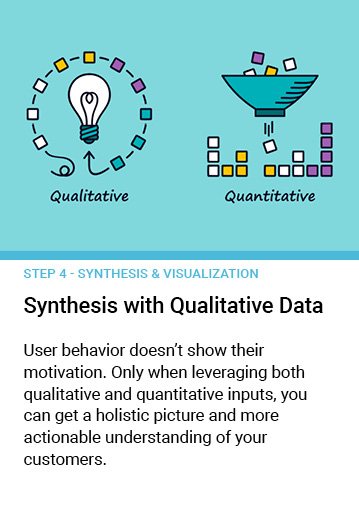 Qualitative
Quantitative
STEP 4 - SYNTHESIS & VISUALIZATION
Synthesis with Qualitative Data
User behavior doesn’t show their
motivation. Only when leveraging both
qualitative and quantitative inputs, you
can get a holistic picture and more
actionable understanding of your
customers.